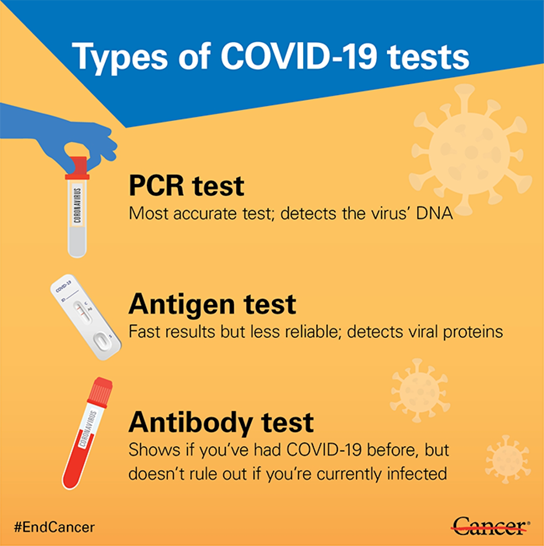 Types of COVID-19 tests
CORONAVIRUS
PCR test
Most accurate test; detects the virus’ DNA
COVID-19
Antigen test
Fast results but less reliable; detects viral proteins
CORONAVIRUS
Antibody test
Shows if you’ve had COVID-19 before, but
doesn’t rule out if you’re currently infected
#EndCancer
Cancer